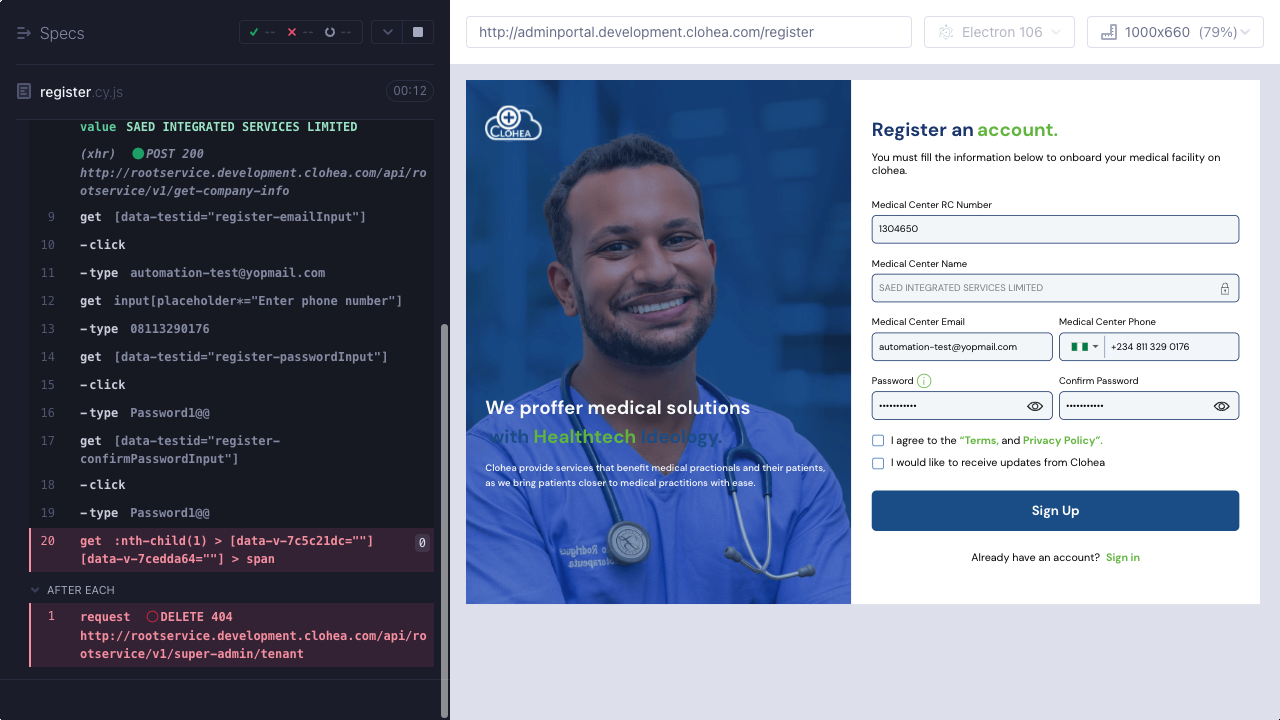 Specs
-- -- --
register.cy.js
00:12
value SAED INTEGRATED SERVICES LIMITED
(xhr) POST 200
http://rootservice.development.clohea.com/api/ro
otservice/v1/get-company-info
9 get [data-testid="register-emailInput"]
10 -click
11 -type automation-test@yopmail.com
12 get input[placeholder*="Enter phone number"]
13 -type 08113290176
14 get [data-testid="register-passwordInput"]
15 -click
16 -type Password1@@
17 get [data-testid="register-
confirmPasswordInput"]
18 -click
19 -type Password1@@
20 get :nth-child(1) > [data-v-7c5c21dc=""]
[data-v-7cedda64=""] > span
0
AFTER EACH
1 request DELETE 404
http://rootservice.development.clohea.com/api/ro
otservice/v1/super-admin/tenant
http://adminportal.development.clohea.com/register
Electron 106
1000x660 (79%)
CLOHEA
We proffer medical solutions
with Healthtech Ideology.
Clohea provide services that benefit medical practionals and their patients,
as we bring patients closer to medical practitions with ease.
Register an account.
You must fill the information below to onboard your medical facility on
clohea.
Medical Center RC Number
1304650
Medical Center Name
SAED INTEGRATED SERVICES LIMITED
Medical Center Email
Medical Center Phone
automation-test@yopmail.com
+234 811 329 0176
Password
Confirm Password
•••••••••••
•••••••••••
I agree to the “Terms, and Privacy Policy”.
I would like to receive updates from Clohea
Sign Up
Already have an account? Sign in